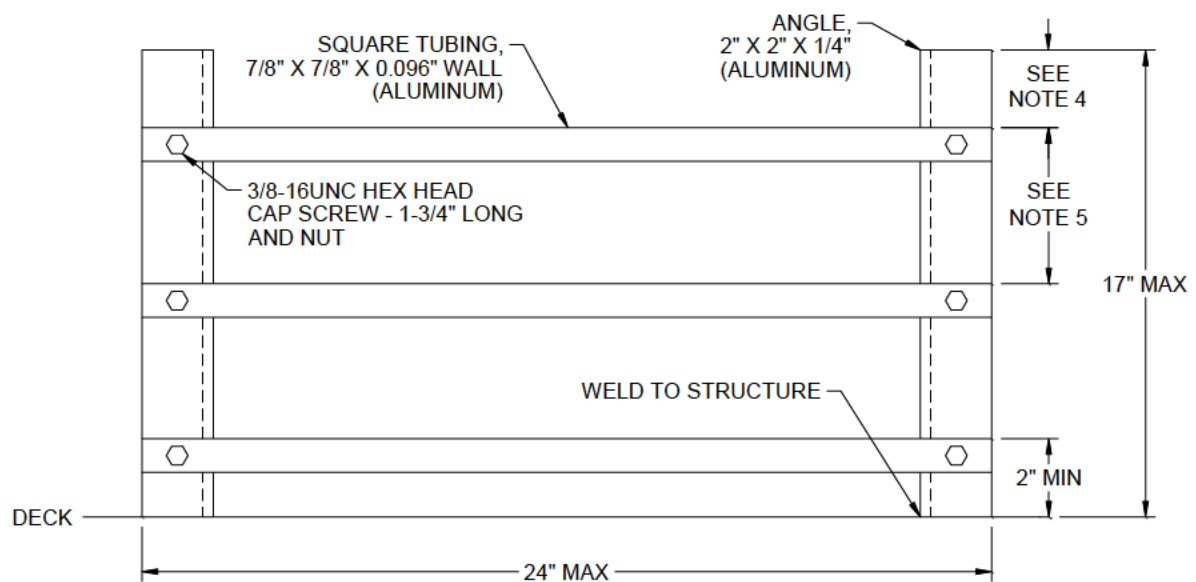 SQUARE TUBING,
7/8" X 7/8" X 0.096" WALL
(ALUMINUM)
ANGLE,
2" X 2" X 1/4"
(ALUMINUM)
SEE
NOTE 4
3/8-16UNC HEX HEAD
CAP SCREW - 1-3/4" LONG
AND NUT
SEE
NOTE 5
17" MAX
WELD TO STRUCTURE
2" MIN
DECK
24" MAX